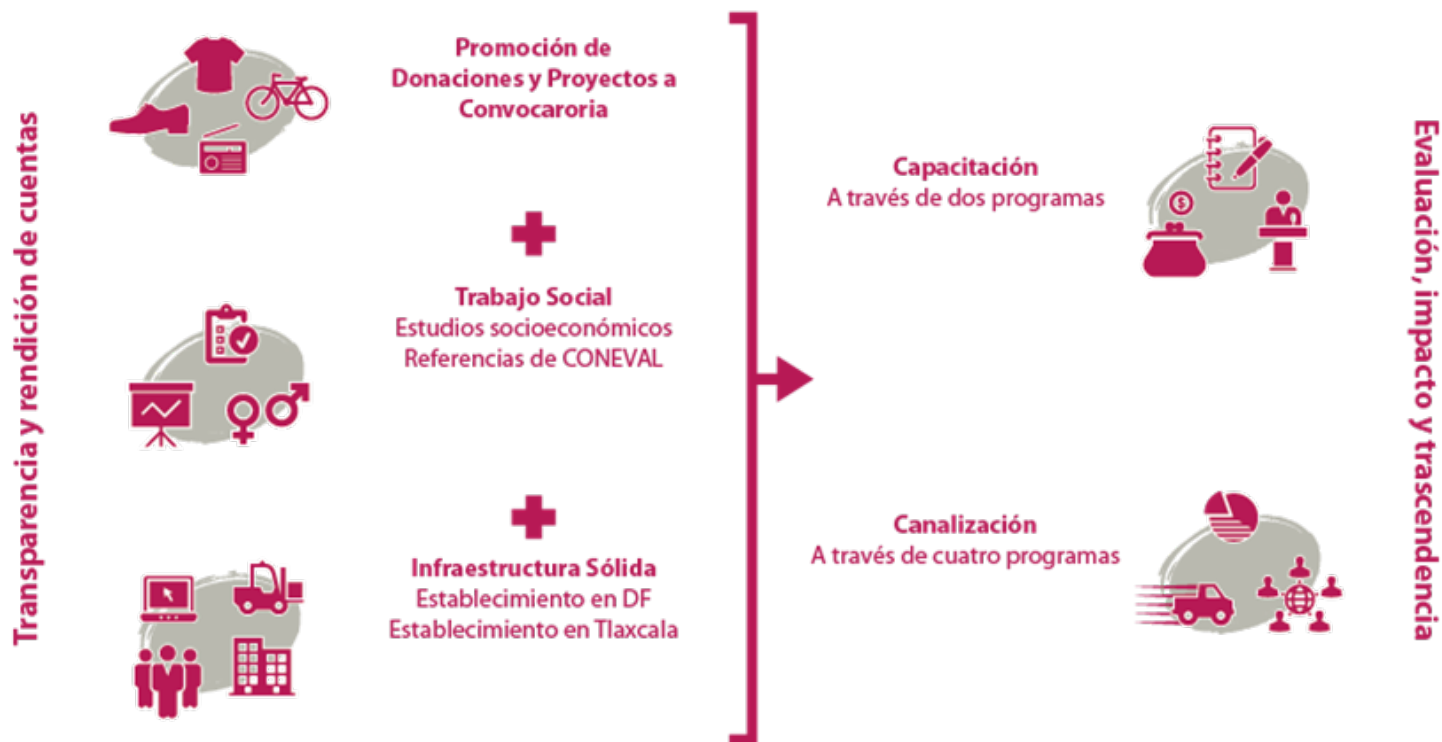 Transparencia y rendición de cuentas
Promoción de
Donaciones y Proyectos a
Convocaroria
Trabajo Social
Estudios socioeconómicos
Referencias de CONEVAL
Infraestructura Sólida
Establecimiento en DF
Establecimiento en Tlaxcala
Capacitación
A través de dos programas
$
Canalización
A través de cuatro programas
Evaluación, impacto y trascendencia